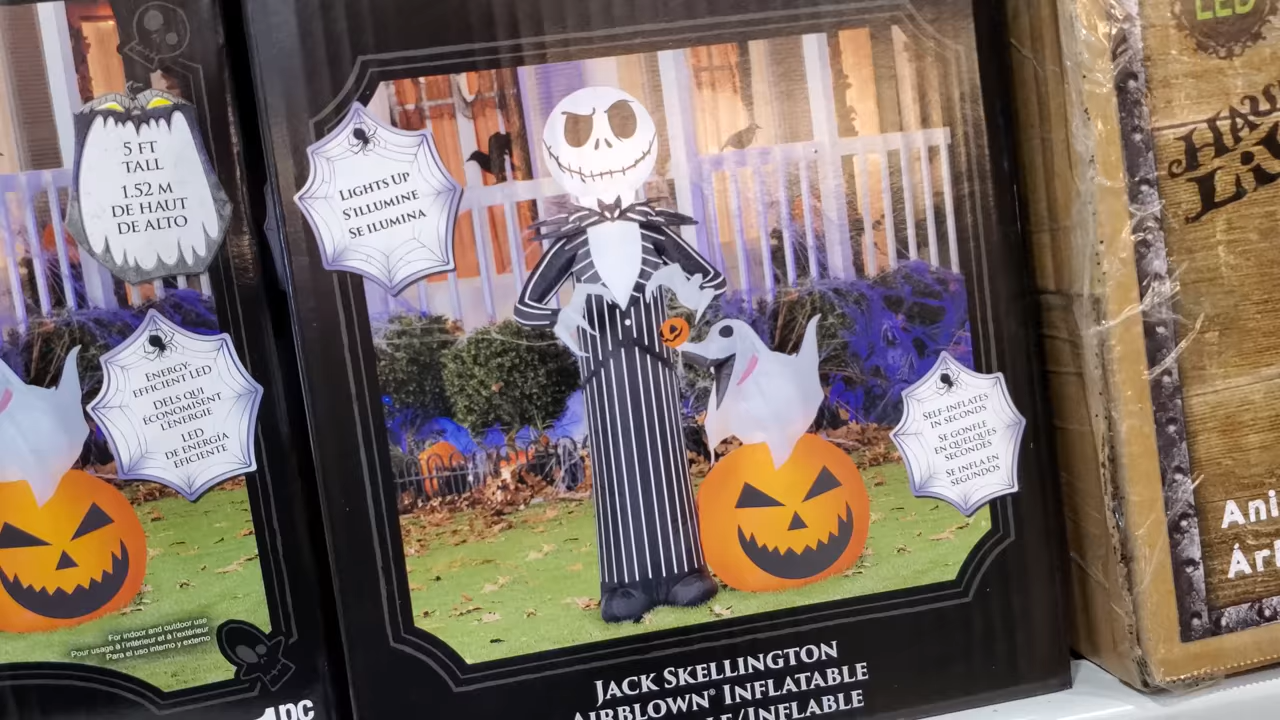 5 FT
TALL
1.52 M
DE HAUT
DE ALTO
ENERGY-
EFFICIENT LED
DELS QUI
ÉCONOMISENT
L'ÉNERGIE
LED
DE ENERGÍA
EFICIENTE
For indoor and outdoor use
Pour usage à l'intérieur et à l'extérieur
Para el uso interno y externo
1PC
LIGHTS UP
S'ILLUMINE
SE ILUMINA
SELF-INFLATES
IN SECONDS
SE GONFLE
EN QUELQUES
SECONDES
SE INFLA EN
SEGUNDOS
JACK SKELLINGTON
AIRBLOWN® INFLATABLE
/INFLABLE
LED